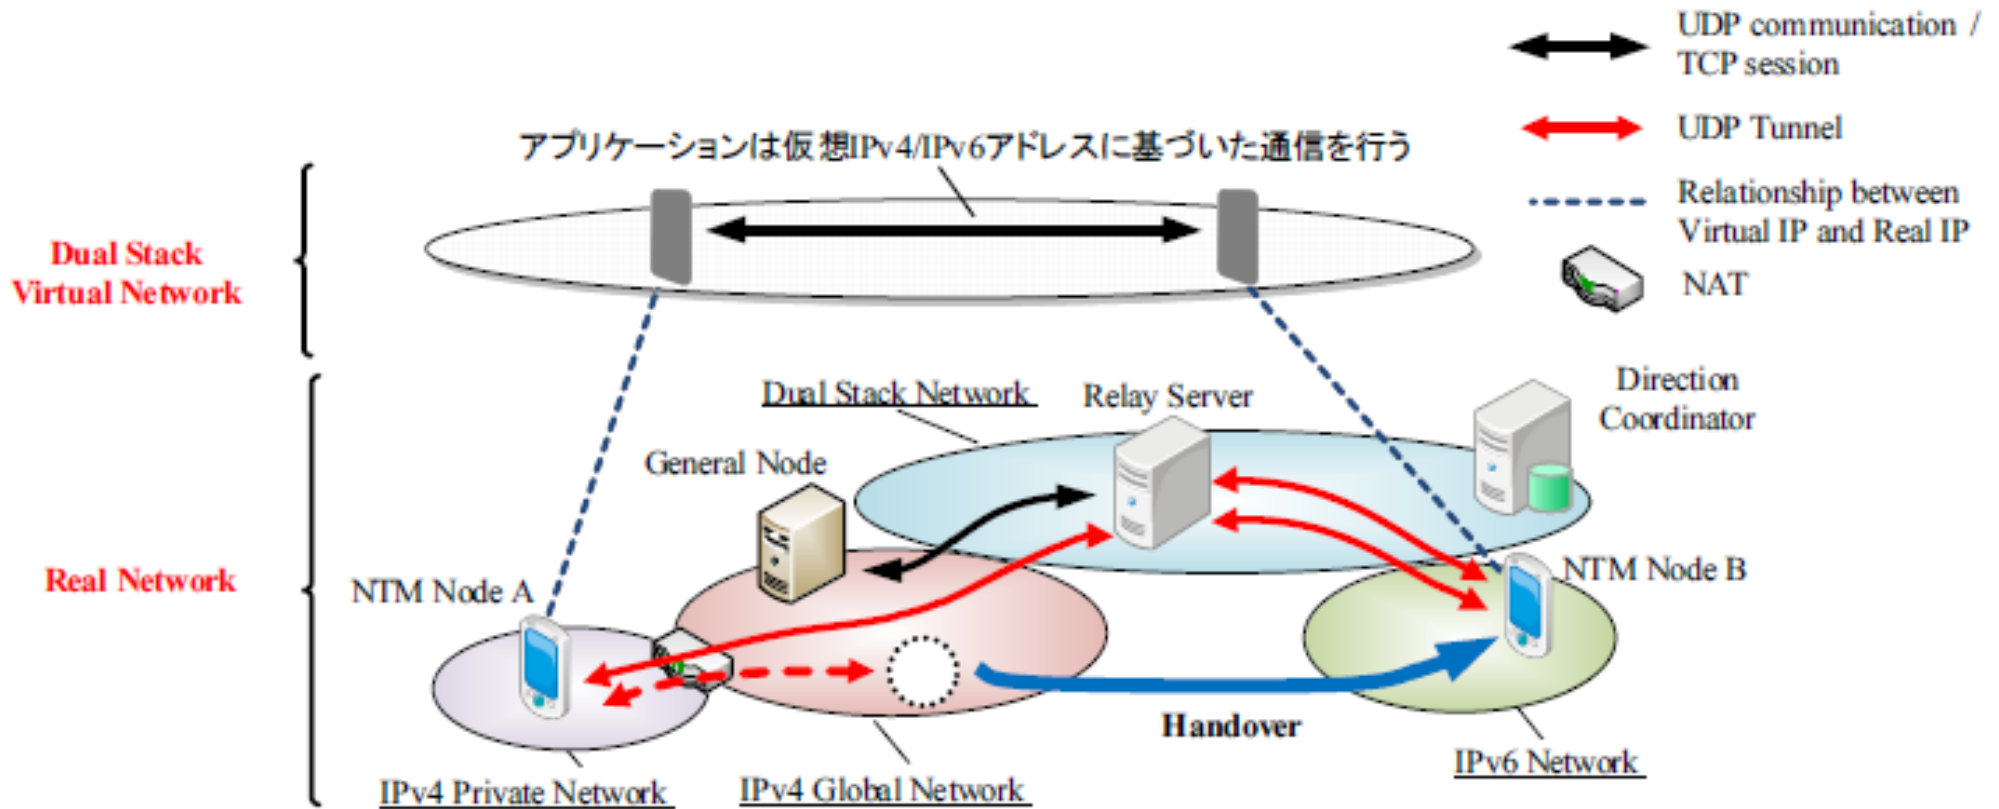 UDP communication /
TCP session
UDP Tunnel
Relationship between
Virtual IP and Real IP
NAT
アプリケーションは仮想IPv4/IPv6アドレスに基づいた通信を行う
Dual Stack
Virtual Network
Direction
Coordinator
Dual Stack Network
Relay Server
General Node
Real Network
NTM Node A
NTM Node B
Handover
IPv4 Private Network
IPv4 Global Network
IPv6 Network